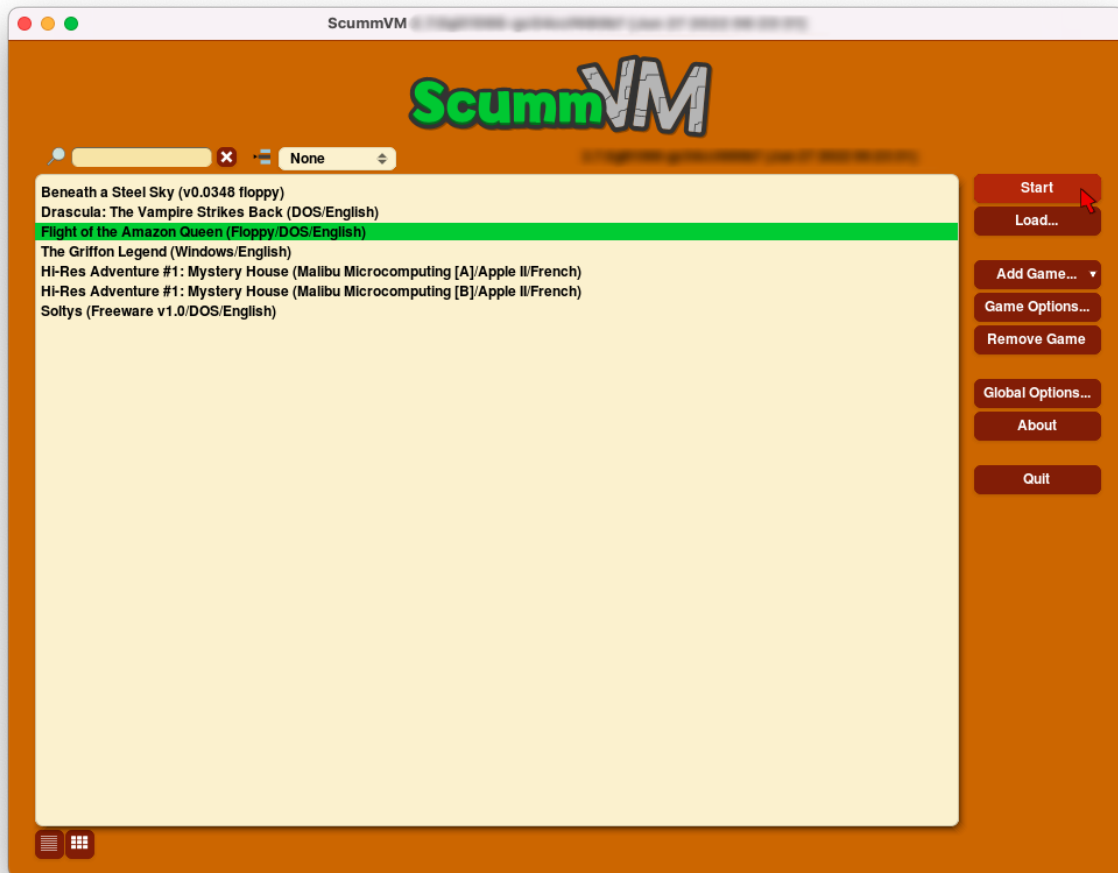 ScummVM
ScummVM
None
Beneath a Steel Sky (v0.0348 floppy)
Drascula: The Vampire Strikes Back (DOS/English)
Flight of the Amazon Queen (Floppy/DOS/English)
The Griffon Legend (Windows/English)
Hi-Res Adventure #1: Mystery House (Malibu Microcomputing [A]/Apple II/French)
Hi-Res Adventure #1: Mystery House (Malibu Microcomputing [B]/Apple II/French)
Soltys (Freeware v1.0/DOS/English)
Start
Load...
Add Game...
Game Options...
Remove Game
Global Options...
About
Quit